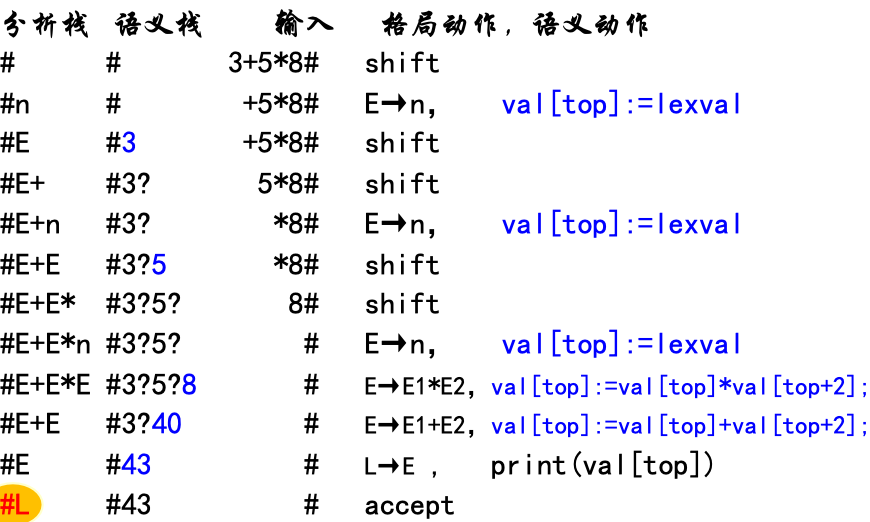 分析栈 语义栈 输入 格局动作, 语义动作
# # 3+5*8# shift
#n # +5*8# E→n, val[top]:=lexval
#E #3 +5*8# shift
#E+ #3? 5*8# shift
#E+n #3? *8# E→n, val[top]:=lexval
#E+E #3?5 *8# shift
#E+E* #3?5? 8# shift
#E+E*n #3?5? # E→n, val[top]:=lexval
#E+E*E #3?5?8 # E→E1*E2, val[top]:=val[top]*val[top+2];
#E+E #3?40 # E→E1+E2, val[top]:=val[top]+val[top+2];
#E #43 # L→E , print(val[top])
#L #43 # accept